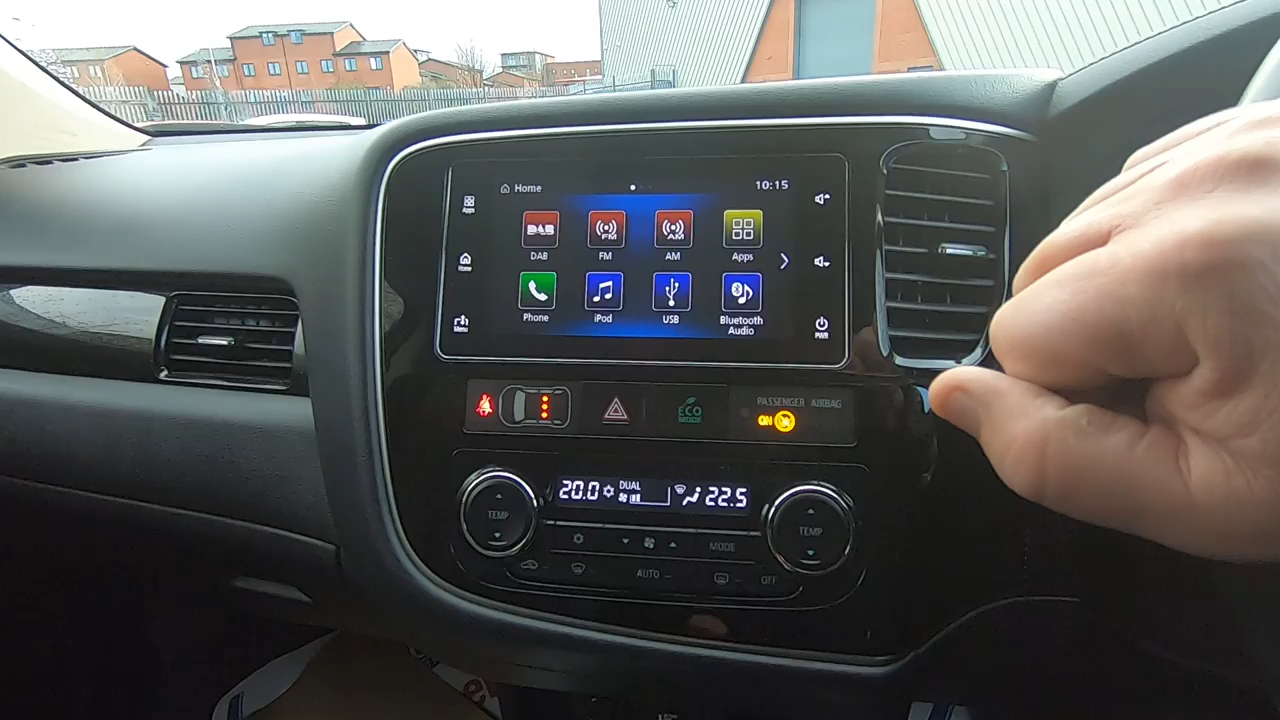 Home
10:15
Apps
DAB
FM
AM
DAB
FM
AM
Apps
Home
Phone
iPod
USB
Bluetooth
Audio
Menu
PWR
ECO
MODE
PASSENGER AIRBAG
ON
20.0
DUAL
22.5
TEMP
TEMP
MODE
AUTO
OFF